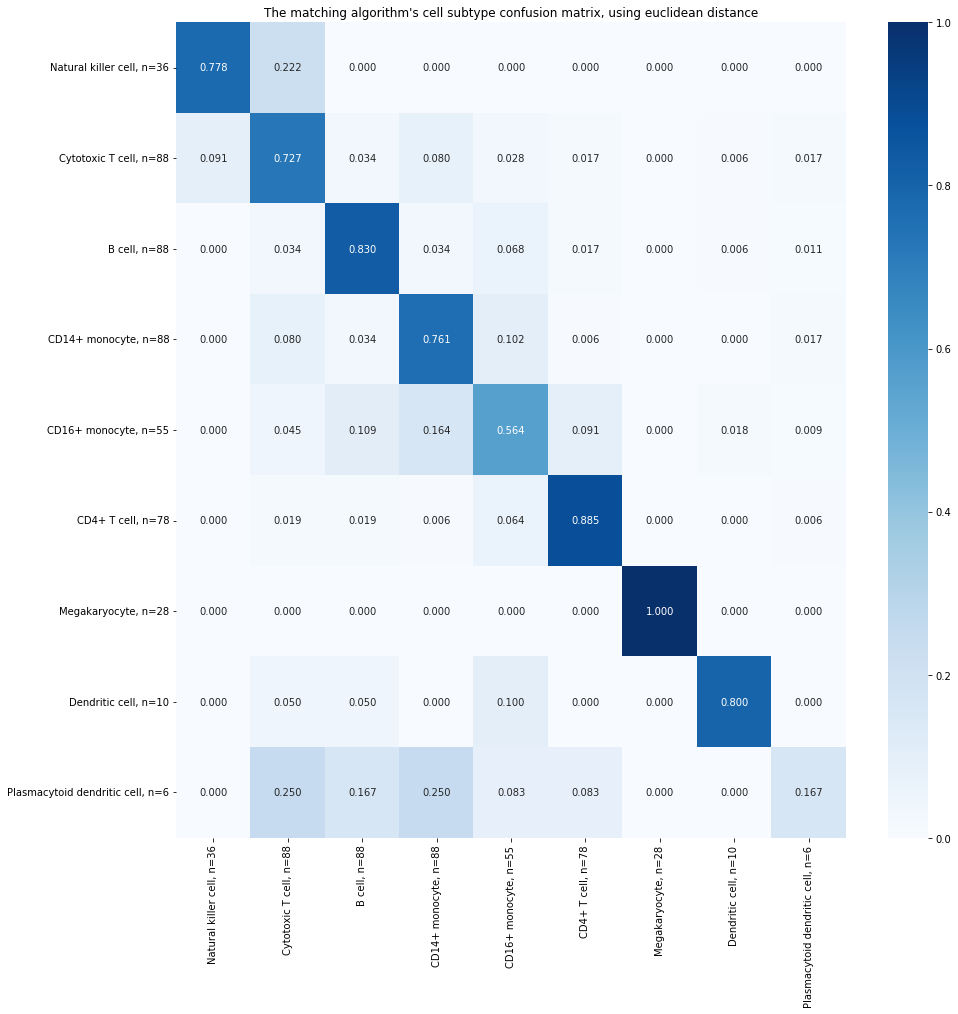 The matching algorithm's cell subtype confusion matrix, using euclidean distance
Natural killer cell, n=36 0.778 0.222 0.000 0.000 0.000 0.000 0.000 0.000 0.000
Cytotoxic T cell, n=88 0.091 0.727 0.034 0.080 0.028 0.017 0.000 0.006 0.017
B cell, n=88 0.000 0.034 0.830 0.034 0.068 0.017 0.000 0.006 0.011
CD14+ monocyte, n=88 0.000 0.080 0.034 0.761 0.102 0.006 0.000 0.000 0.017
CD16+ monocyte, n=55 0.000 0.045 0.109 0.164 0.564 0.091 0.000 0.018 0.009
CD4+ T cell, n=78 0.000 0.019 0.019 0.006 0.064 0.885 0.000 0.000 0.006
Megakaryocyte, n=28 0.000 0.000 0.000 0.000 0.000 0.000 1.000 0.000 0.000
Dendritic cell, n=10 0.000 0.050 0.050 0.000 0.100 0.000 0.000 0.800 0.000
Plasmacytoid dendritic cell, n=6 0.000 0.250 0.167 0.250 0.083 0.083 0.000 0.000 0.167
Natural killer cell, n=36
Cytotoxic T cell, n=88
B cell, n=88
CD14+ monocyte, n=88
CD16+ monocyte, n=55
CD4+ T cell, n=78
Megakaryocyte, n=28
Dendritic cell, n=10
Plasmacytoid dendritic cell, n=6
1.0
0.8
0.6
0.4
0.2
0.0